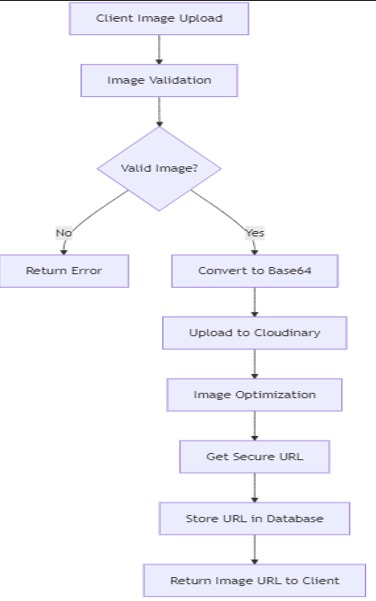 Client Image Upload
Image Validation
Valid Image?
No
Yes
Return Error
Convert to Base64
Upload to Cloudinary
Image Optimization
Get Secure URL
Store URL in Database
Return Image URL to Client